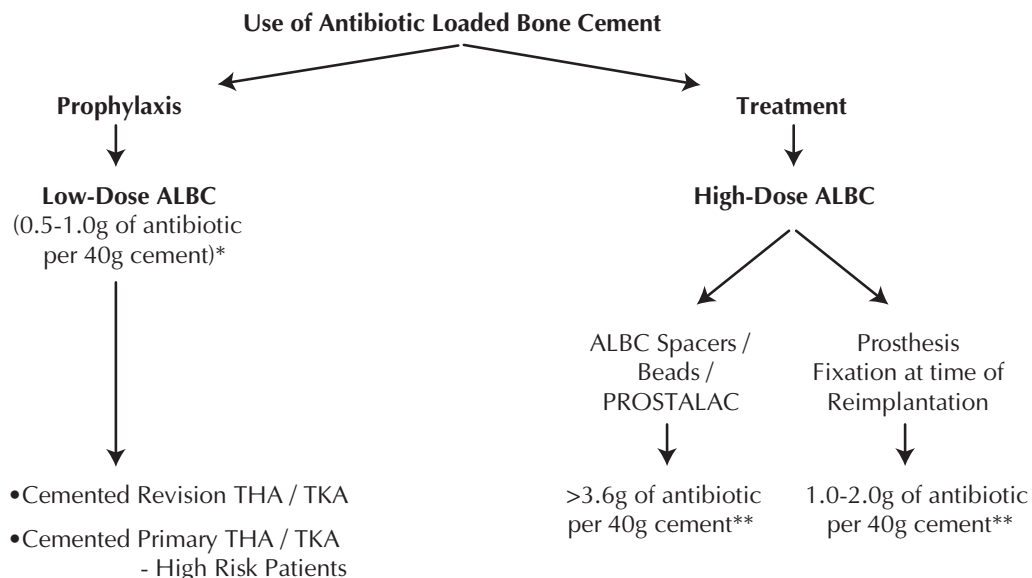 Use of Antibiotic Loaded Bone Cement
Prophylaxis
Treatment
Low-Dose ALBC
(0.5-1.0g of antibiotic
per 40g cement)*
High-Dose ALBC
ALBC Spacers /
Beads /
PROSTALAC
Prosthesis
Fixation at time of
Reimplantation
•Cemented Revision THA / TKA
•Cemented Primary THA / TKA
- High Risk Patients
>3.6g of antibiotic
per 40g cement**
1.0-2.0g of antibiotic
per 40g cement**